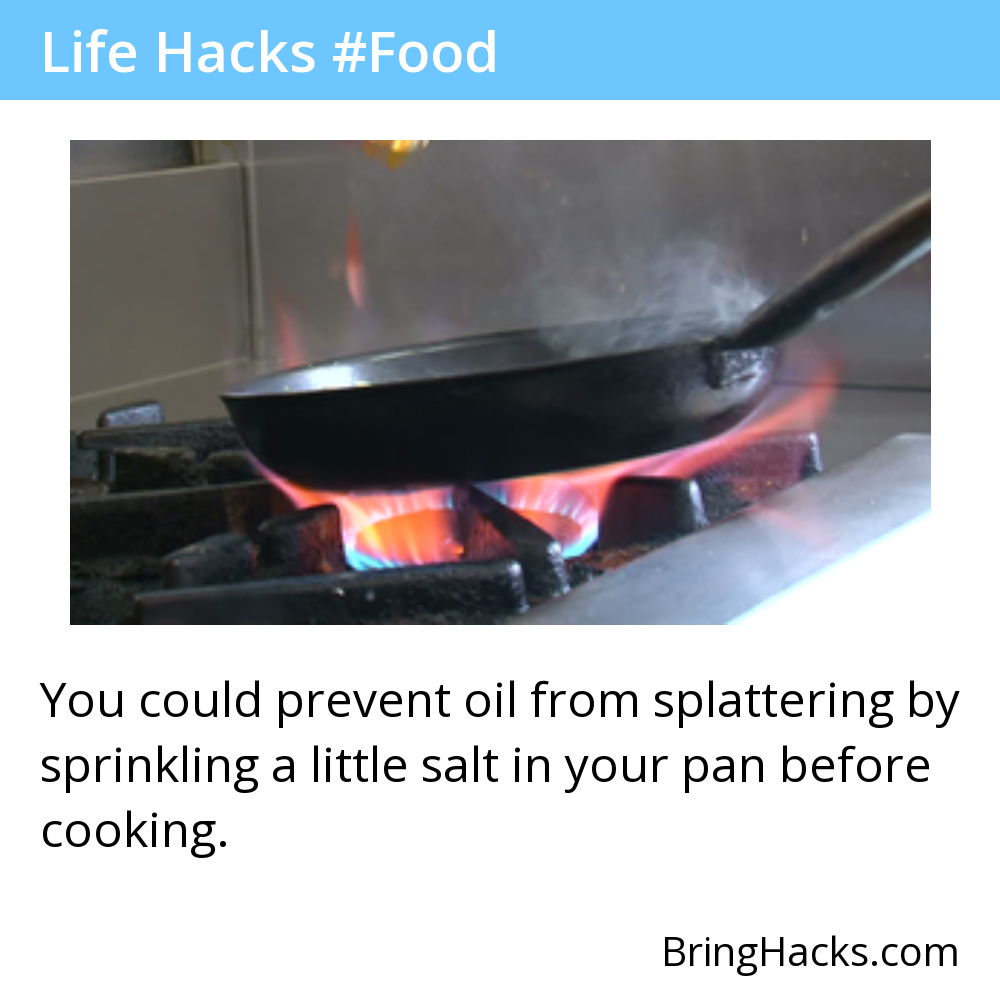 Life Hacks #Food
You could prevent oil from splattering by
sprinkling a little salt in your pan before
cooking.
BringHacks.com